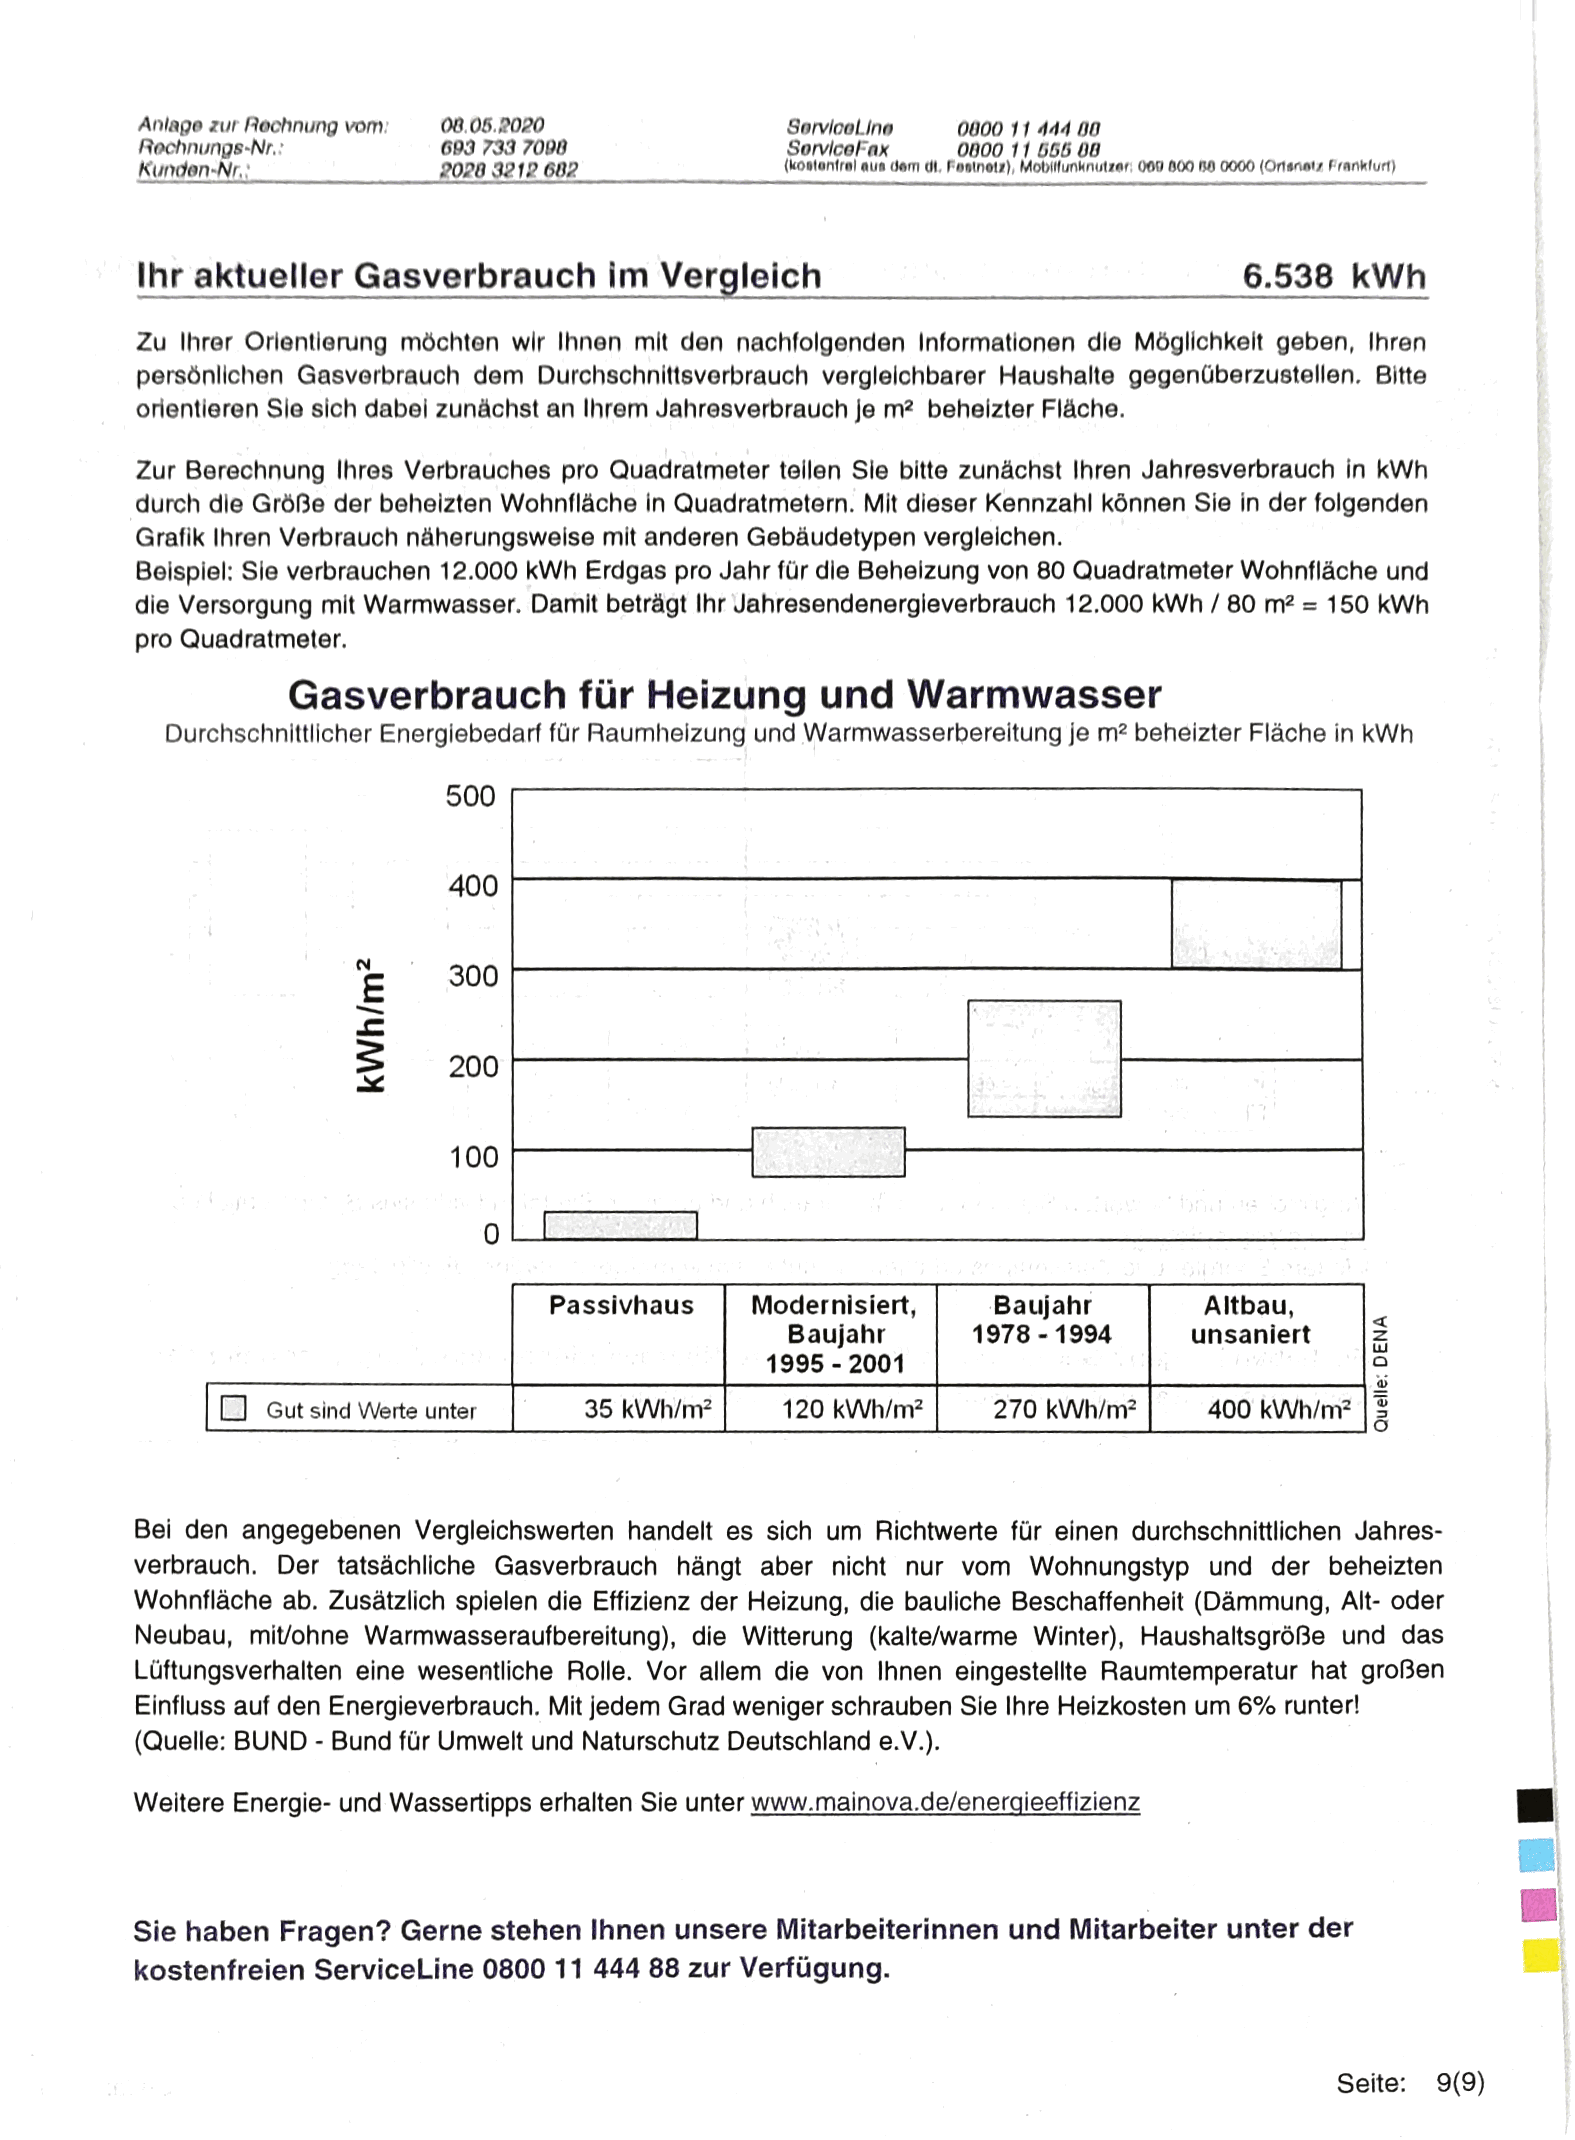 Anlage zur Rechnung vom: 08.05.2020 ServiceLine 0800 11 444 88
Rechnungs-Nr.: 693 733 7098 ServiceFax 0800 11 555 88
Kunden-Nr.: 2028 3212 682 (kostenfrei aus dem dt. Festnetz), Mobilfunknutzer: 069 800 88 0000 (Ortsnetz Frankfurt)
Ihr aktueller Gasverbrauch im Vergleich 6.538 kWh
Zu Ihrer Orientierung möchten wir Ihnen mit den nachfolgenden Informationen die Möglichkeit geben, Ihren
persönlichen Gasverbrauch dem Durchschnittsverbrauch vergleichbarer Haushalte gegenüberzustellen. Bitte
orientieren Sie sich dabei zunächst an Ihrem Jahresverbrauch je m² beheizter Fläche.
Zur Berechnung Ihres Verbrauches pro Quadratmeter teilen Sie bitte zunächst Ihren Jahresverbrauch in kWh
durch die Größe der beheizten Wohnfläche in Quadratmetern. Mit dieser Kennzahl können Sie in der folgenden
Grafik Ihren Verbrauch näherungsweise mit anderen Gebäudetypen vergleichen.
Beispiel: Sie verbrauchen 12.000 kWh Erdgas pro Jahr für die Beheizung von 80 Quadratmeter Wohnfläche und
die Versorgung mit Warmwasser. Damit beträgt Ihr Jahresendenergieverbrauch 12.000 kWh / 80 m² = 150 kWh
pro Quadratmeter.
Gasverbrauch für Heizung und Warmwasser
Durchschnittlicher Energiebedarf für Raumheizung und Warmwasserbereitung je m² beheizter Fläche in kWh
500
400
300
200
100
0
kWh/m²
Passivhaus Modernisiert, Baujahr Altbau,
Baujahr 1978 - 1994 unsaniert
1995 - 2001
Gut sind Werte unter 35 kWh/m² 120 kWh/m² 270 kWh/m² 400 kWh/m²
Quelle: DENA
Bei den angegebenen Vergleichswerten handelt es sich um Richtwerte für einen durchschnittlichen Jahres-
verbrauch. Der tatsächliche Gasverbrauch hängt aber nicht nur vom Wohnungstyp und der beheizten
Wohnfläche ab. Zusätzlich spielen die Effizienz der Heizung, die bauliche Beschaffenheit (Dämmung, Alt- oder
Neubau, mit/ohne Warmwasseraufbereitung), die Witterung (kalte/warme Winter), Haushaltsgröße und das
Lüftungsverhalten eine wesentliche Rolle. Vor allem die von Ihnen eingestellte Raumtemperatur hat großen
Einfluss auf den Energieverbrauch. Mit jedem Grad weniger schrauben Sie Ihre Heizkosten um 6% runter!
(Quelle: BUND - Bund für Umwelt und Naturschutz Deutschland e.V.).
Weitere Energie- und Wassertipps erhalten Sie unter www.mainova.de/energieeffizienz
Sie haben Fragen? Gerne stehen Ihnen unsere Mitarbeiterinnen und Mitarbeiter unter der
kostenfreien ServiceLine 0800 11 444 88 zur Verfügung.
Seite: 9(9)